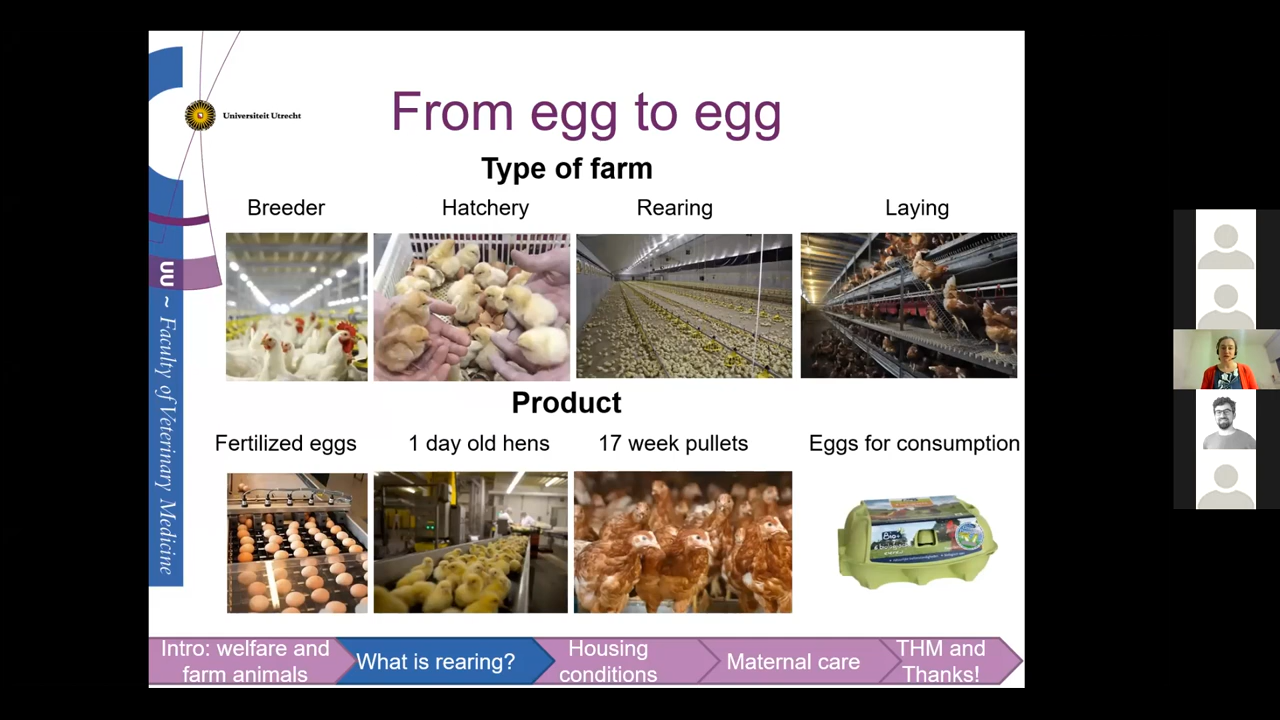 Universiteit Utrecht
From egg to egg
Type of farm
Breeder
Hatchery
Rearing
Laying
Product
Fertilized eggs
1 day old hens
17 week pullets
Eggs for consumption
Bio+
~ Faculty of Veterinary Medicine
Intro: welfare and
farm animals
What is rearing?
Housing
conditions
Maternal care
THM and
Thanks!